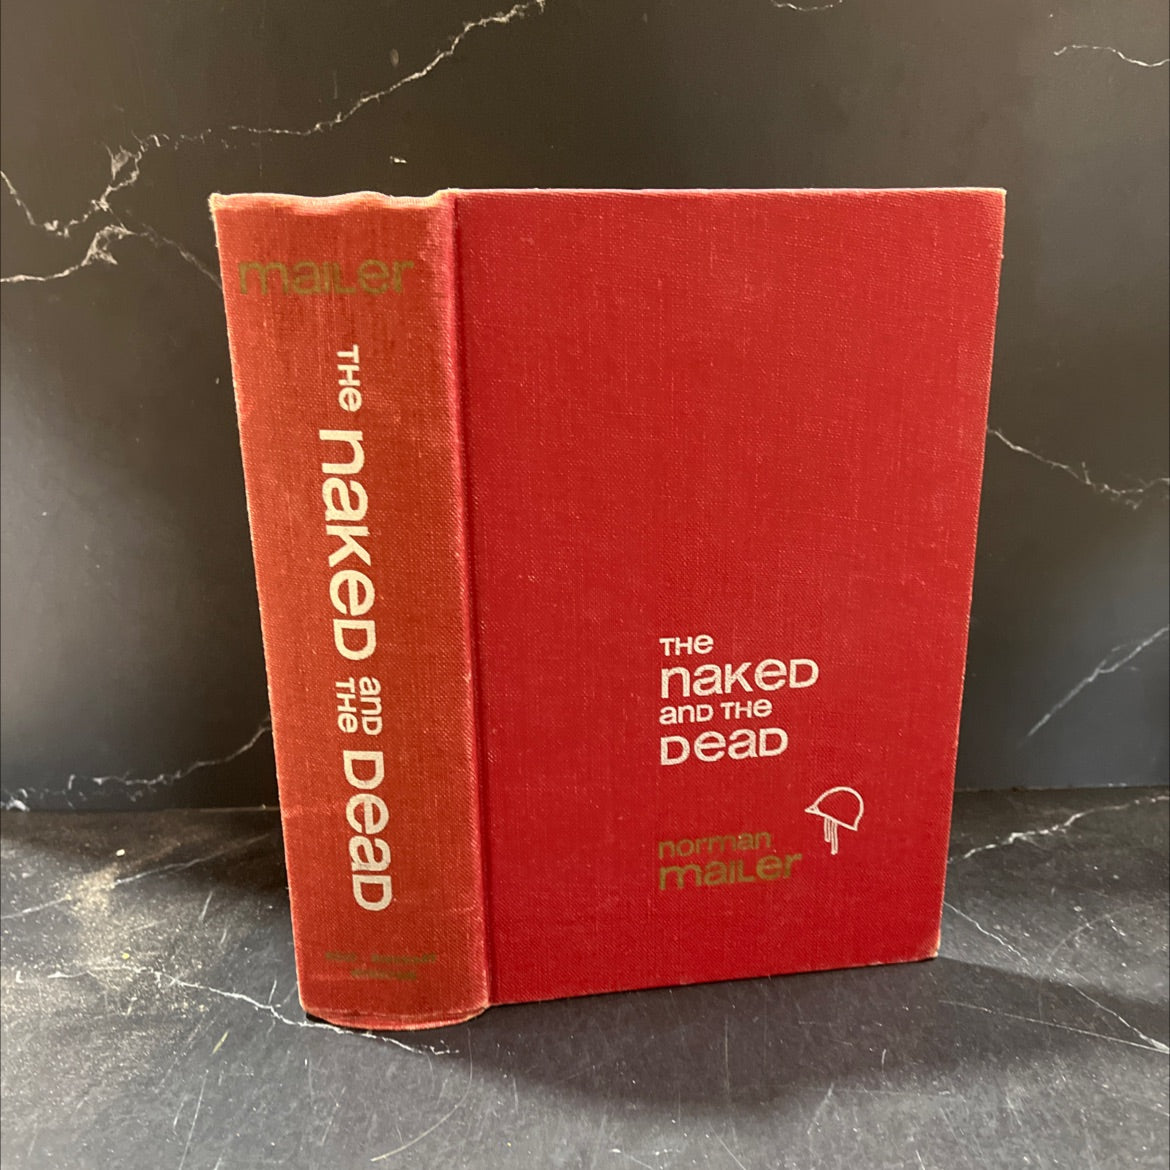 maiLer
THe naKeD anD THe DeaD
THe
naKeD
anD THe
DeaD
norman
maiLer